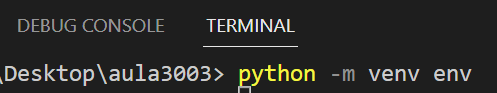 DEBUG CONSOLE TERMINAL
\Desktop\aula3003> python -m venv env